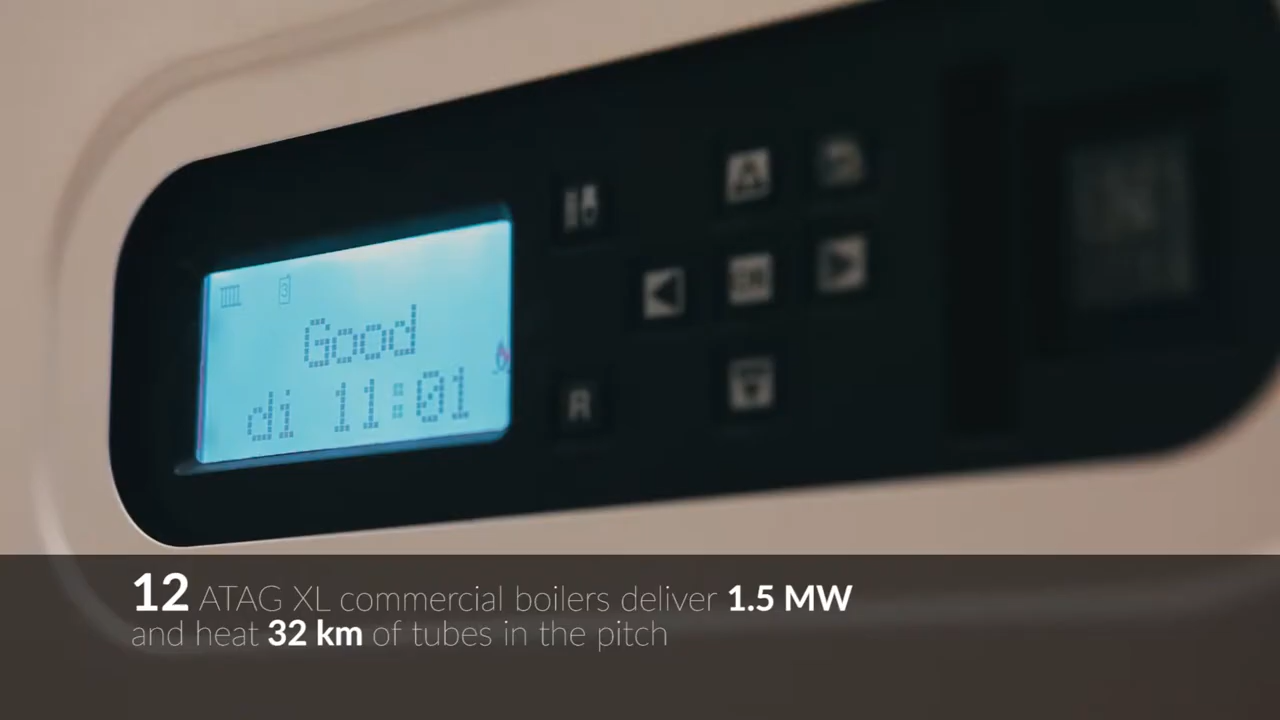 3
Good
di 11:01
R
12 ATAG XL commercial boilers deliver 1.5 MW
and heat 32 km of tubes in the pitch